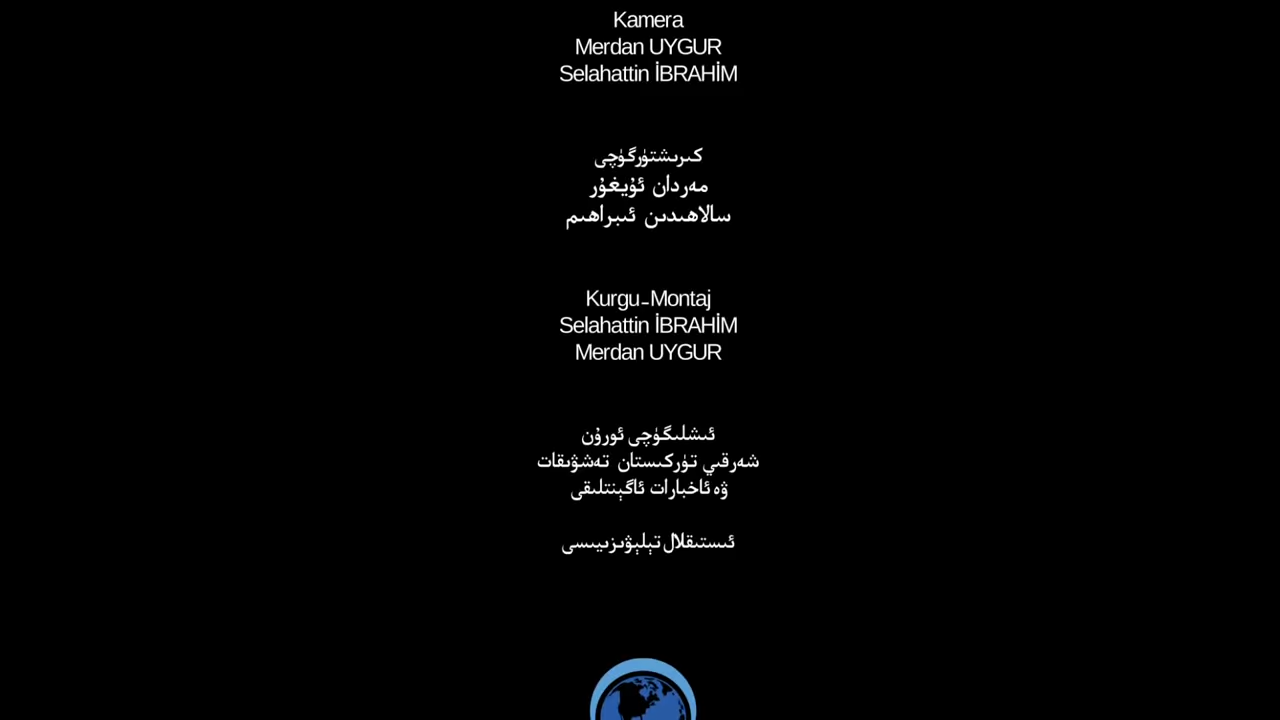 Kamera
Merdan UYGUR
Selahattin İBRAHİM
كىرىشتۈرگۈچى
مەردان ئۇيغۇر
سالاھىدىن ئىبراھىم
Kurgu-Montaj
Selahattin İBRAHİM
Merdan UYGUR
ئىشلىگۈچى ئورۇن
شەرقىي تۈركىستان تەشۋىقات
ۋە ئاخبارات ئاگېنتلىقى
ئىستىقلال تېلېۋىزىيىسى